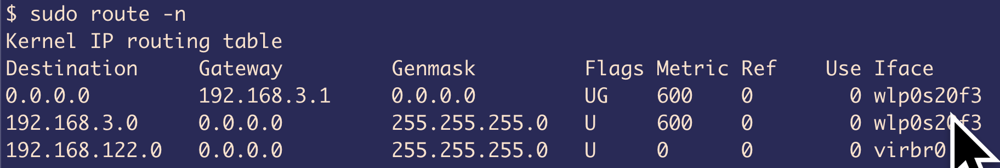 $ sudo route -n
Kernel IP routing table
Destination     Gateway         Genmask         Flags Metric Ref    Use Iface
0.0.0.0         192.168.3.1     0.0.0.0         UG    600    0        0 wlp0s20f3
192.168.3.0     0.0.0.0         255.255.255.0   U     600    0        0 wlp0s20f3
192.168.122.0   0.0.0.0         255.255.255.0   U     0      0        0 virbr0